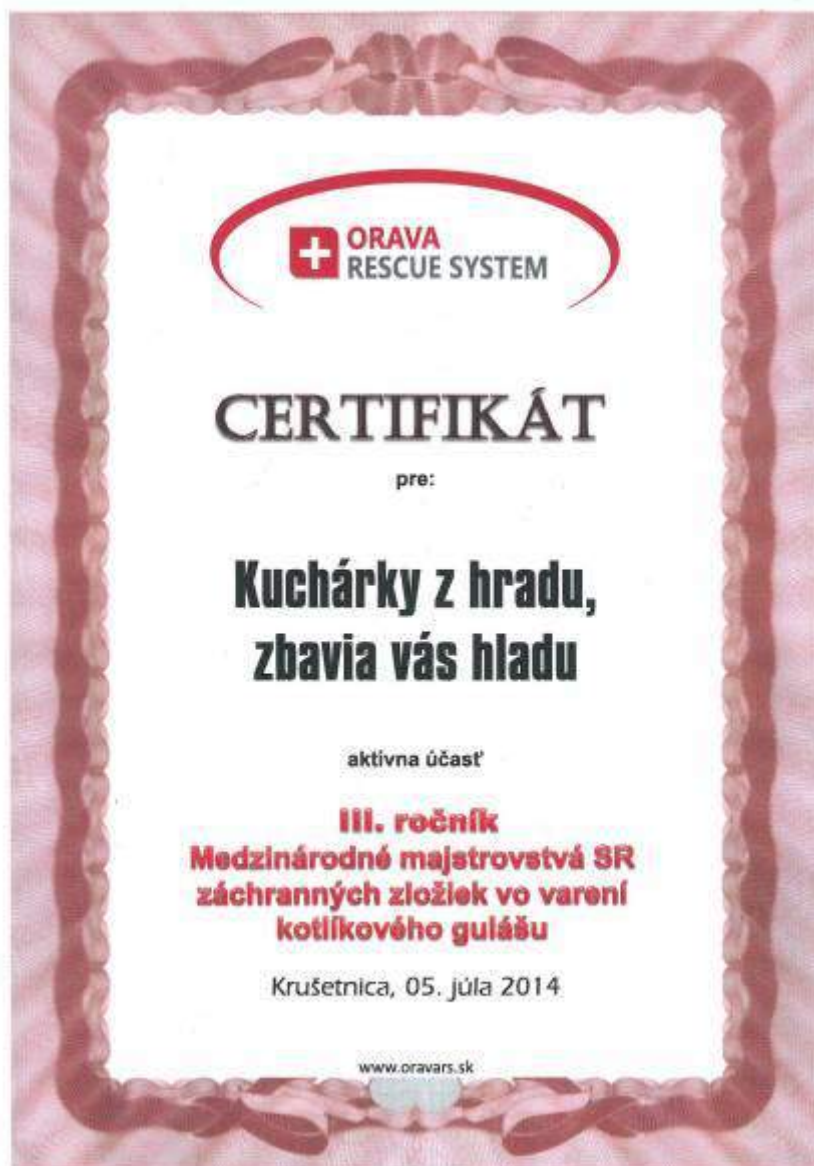 ORAVA
RESCUE SYSTEM
CERTIFIKÁT
pre:
Kuchárky z hradu,
zbavia vás hladu
aktívna účasť
III. ročník
Medzinárodné majstrovstvá SR
záchranných zložiek vo varení
kotlíkového gulášu
Krušetnica, 05. júla 2014
www.oravars.sk